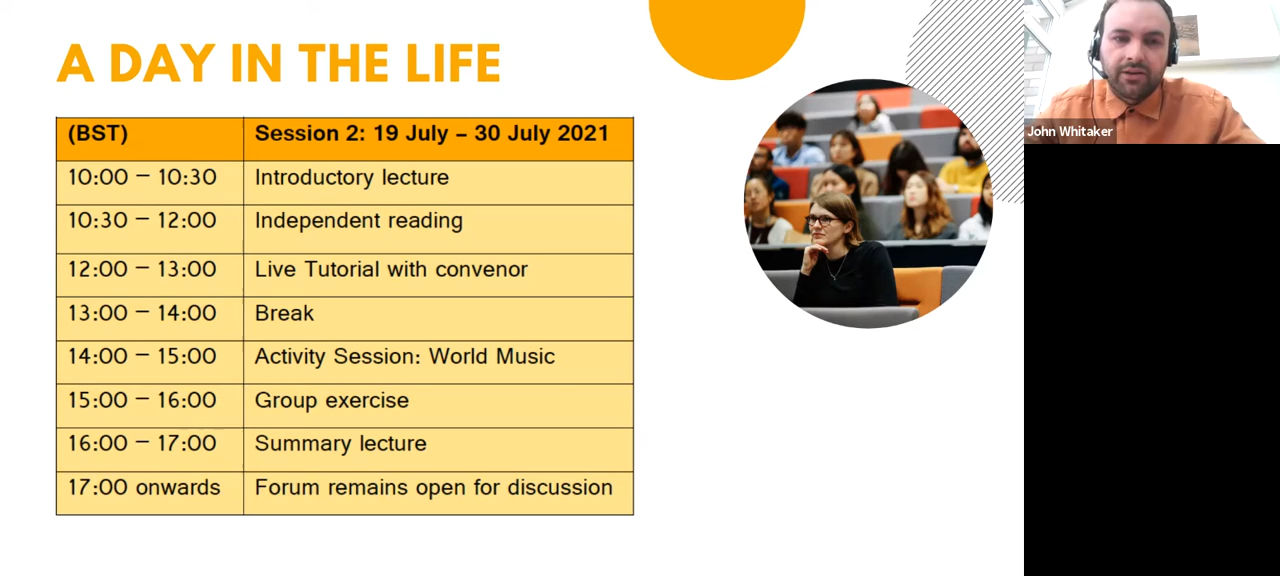 A DAY IN THE LIFE
(BST) Session 2: 19 July – 30 July 2021
10:00 – 10:30 Introductory lecture
10:30 – 12:00 Independent reading
12:00 – 13:00 Live Tutorial with convenor
13:00 – 14:00 Break
14:00 – 15:00 Activity Session: World Music
15:00 – 16:00 Group exercise
16:00 – 17:00 Summary lecture
17:00 onwards Forum remains open for discussion
John Whitaker